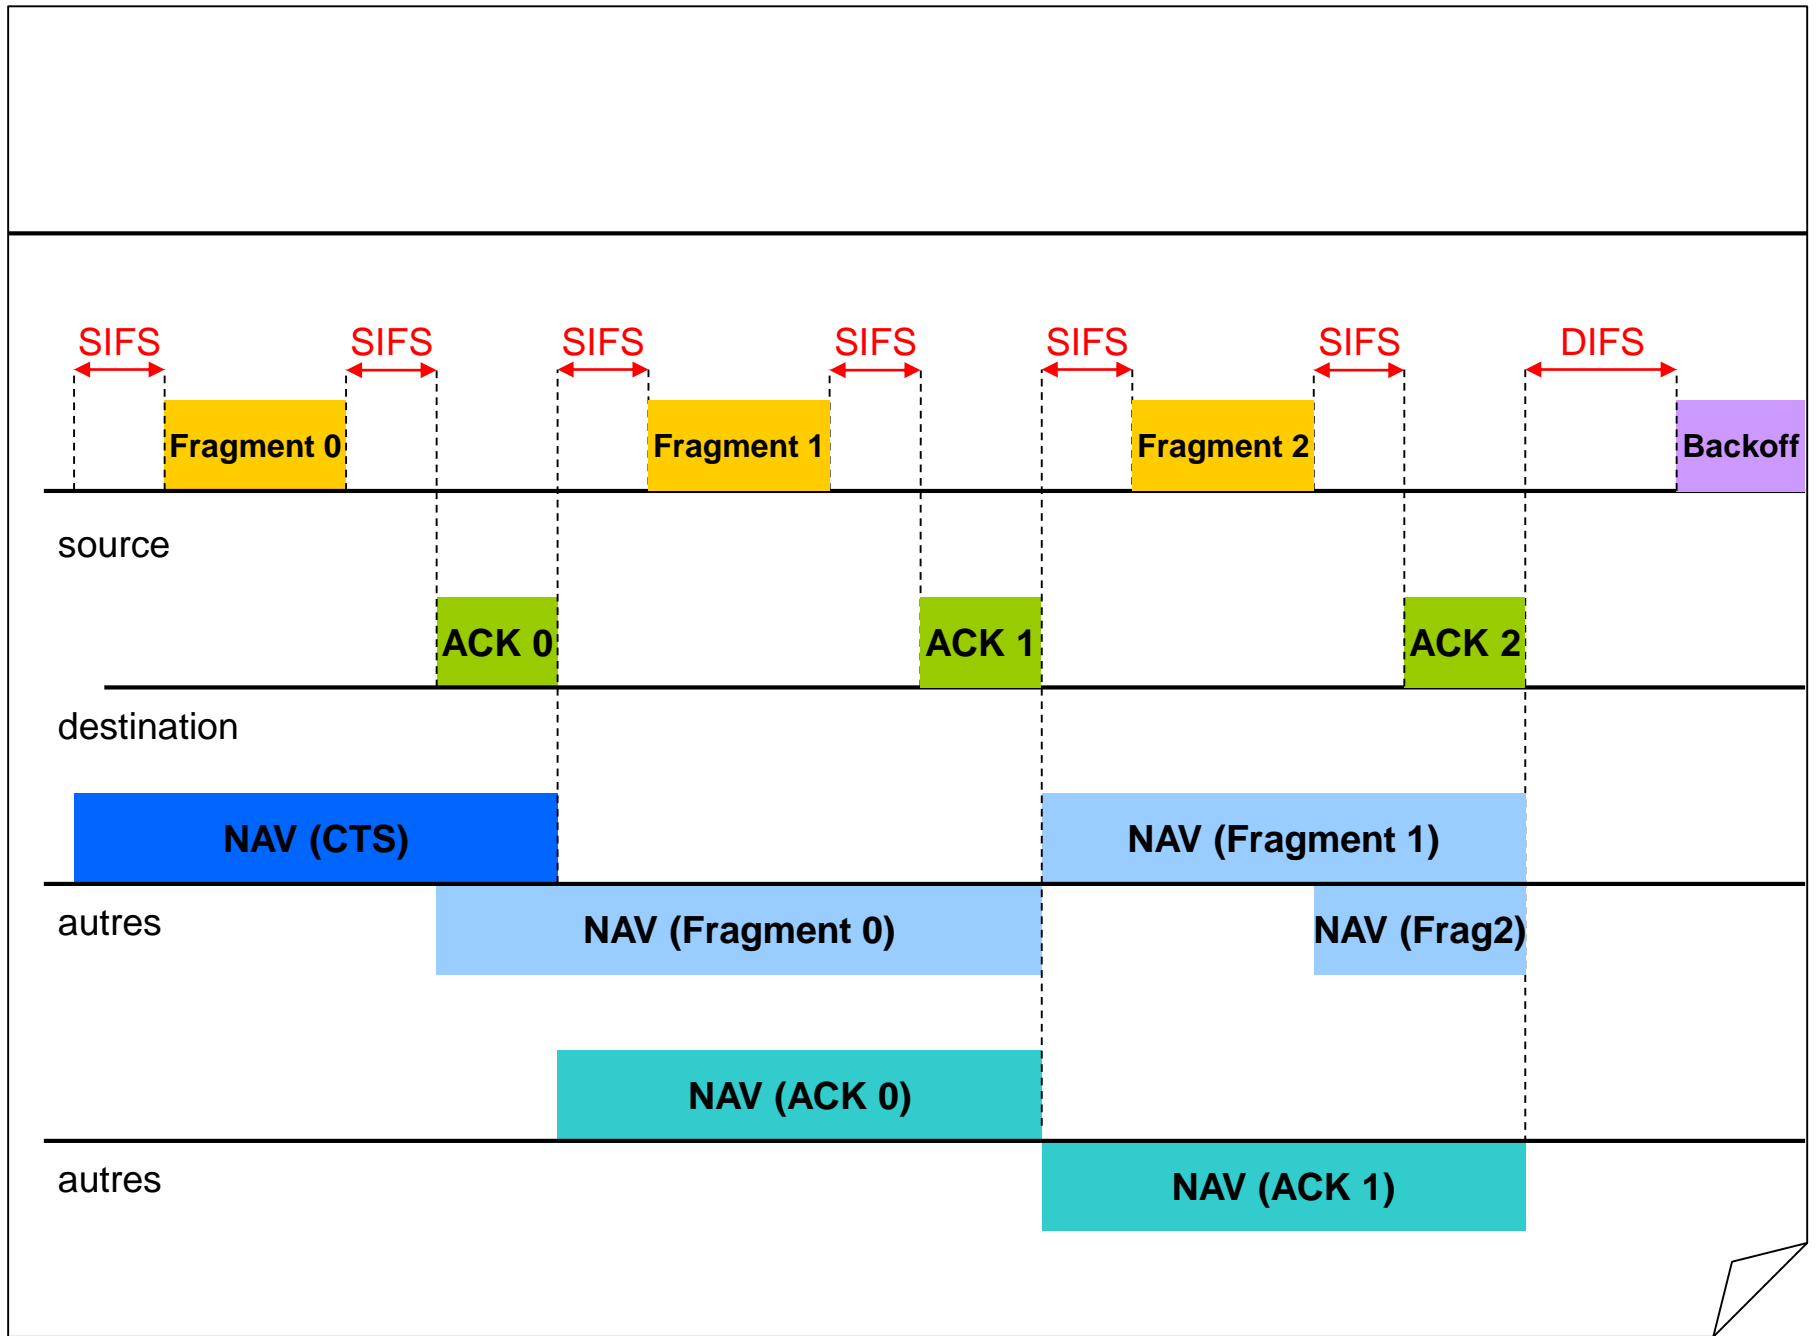 SIFS SIFS SIFS SIFS SIFS SIFS DIFS
Fragment 0 Fragment 1 Fragment 2 Backoff
source
ACK 0 ACK 1 ACK 2
destination
NAV (CTS) NAV (Fragment 1)
autres NAV (Fragment 0) NAV (Frag2)
NAV (ACK 0)
autres NAV (ACK 1)